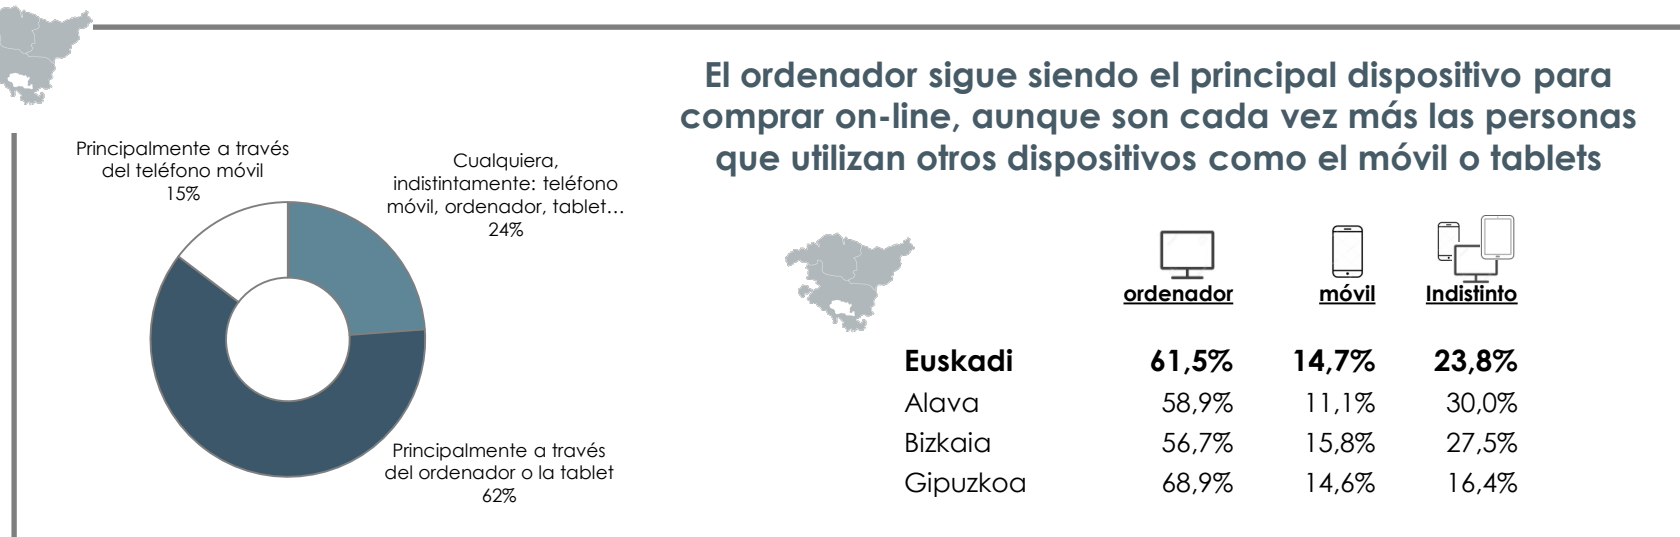 El ordenador sigue siendo el principal dispositivo para
comprar on-line, aunque son cada vez más las personas
que utilizan otros dispositivos como el móvil o tablets
Principalmente a través
del teléfono móvil
15%
Cualquiera,
indistintamente: teléfono
móvil, ordenador, tablet…
24%
Principalmente a través
del ordenador o la tablet
62%
ordenador móvil Indistinto
Euskadi 61,5% 14,7% 23,8%
Alava 58,9% 11,1% 30,0%
Bizkaia 56,7% 15,8% 27,5%
Gipuzkoa 68,9% 14,6% 16,4%